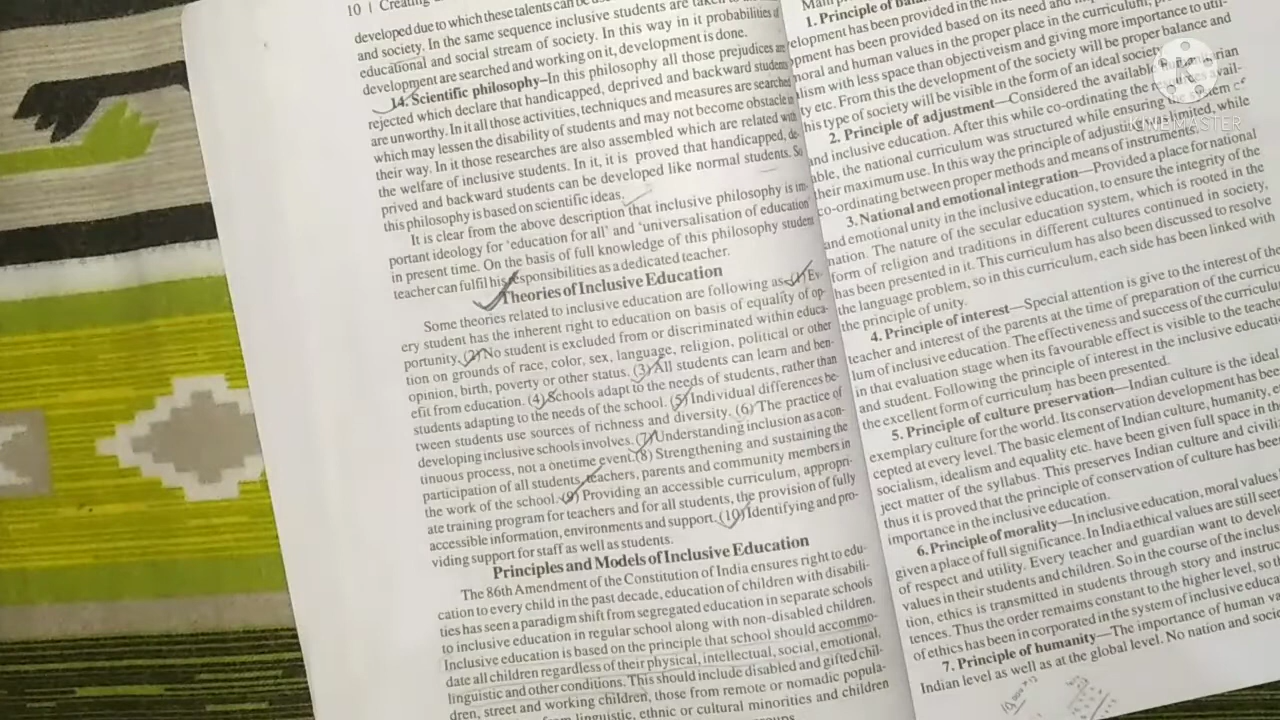 10 | Creating
developed due to which these talents can be
and society. In the same sequence inclusive students are taken to
educational and social stream of society. In this way in it probabilities of
development are searched and working on it, development is done.
14. Scientific philosophy—In this philosophy all those prejudices are
rejected which declare that handicapped, deprived and backward students
are unworthy. In it all those activities, techniques and measures are searched
which may lessen the disability of students and may not become obstacle in
their way. In it those researches are also assembled which are related with
the welfare of inclusive students. In it, it is proved that handicapped, de-
prived and backward students can be developed like normal students. So
this philosophy is based on scientific ideas.
It is clear from the above description that inclusive philosophy is im-
portant ideology for 'education for all' and 'universalisation of education'
in present time. On the basis of full knowledge of this philosophy student
teacher can fulfil his responsibilities as a dedicated teacher.
Theories of Inclusive Education
Some theories related to inclusive education are following as—(1) Ev-
ery student has the inherent right to education on basis of equality of op-
portunity. (2) No student is excluded from or discriminated within educa-
tion on grounds of race, color, sex, language, religion, political or other
opinion, birth, poverty or other status. (3) All students can learn and ben-
efit from education. (4) Schools adapt to the needs of students, rather than
students adapting to the needs of the school. (5) Individual differences be-
tween students use sources of richness and diversity. (6) The practice of
developing inclusive schools involves. (7) Understanding inclusion as a con-
tinuous process, not a onetime event. (8) Strengthening and sustaining the
participation of all students, teachers, parents and community members in
the work of the school. (9) Providing an accessible curriculum, appropri-
ate training program for teachers and for all students, the provision of fully
accessible information, environments and support. (10) Identifying and pro-
viding support for staff as well as students.
Principles and Models of Inclusive Education
The 86th Amendment of the Constitution of India ensures right to edu-
cation to every child in the past decade, education of children with disabili-
ties has seen a paradigm shift from segregated education in separate schools
to inclusive education in regular school along with non-disabled children.
Inclusive education is based on the principle that school should accommo-
date all children regardless of their physical, intellectual, social, emotional,
linguistic and other conditions. This should include disabled and gifted chil-
dren, street and working children, those from remote or nomadic popula-
from linguistic, ethnic or cultural minorities and children
1. Principle of
elopment has been provided in the
pment has been provided based on its need and
moral and human values in the proper place in the curriculum,
lism with less space than objectiveism and giving more importance to utili-
ty etc. From this the development of the society will be proper balance and
his type of society will be visible in the form of an ideal society
2. Principle of adjustment—Considered the available
and inclusive education. After this while co-ordinating the
able, the national curriculum was structured while ensuring the
their maximum use. In this way the principle of adjusting while
co-ordinating between proper methods and means of instruments.
3. National and emotional integration—Provided a place for national
and emotional unity in the inclusive education, to ensure the integrity of the
nation. The nature of the secular education system, which is rooted in the
form of religion and traditions in different cultures continued in society,
has been presented in it. This curriculum has also been discussed to resolve
the language problem, so in this curriculum, each side has been linked with
the principle of unity.
4. Principle of interest—Special attention is give to the interest of the
teacher and interest of the parents at the time of preparation of the curricu
lum of inclusive education. The effectiveness and success of the curriculu
in that evaluation stage when its favourable effect is visible to the teacher
and student. Following the principle of interest in the inclusive educati
the excellent form of curriculum has been presented.
5. Principle of culture preservation—Indian culture is the ideal
exemplary culture for the world. Its conservation development has bee
cepted at every level. The basic element of Indian culture, humanity,
socialism, idealism and equality etc. have been given full space in the
ject matter of the syllabus. This preserves Indian culture and civili
thus it is proved that the principle of conservation of culture has bee
importance in the inclusive education.
6. Principle of morality—In inclusive education, moral values
given a place of full significance. In India ethical values are still see
of respect and utility. Every teacher and guardian want to devel
values in their students and children. So in the course of the inclus
tion, ethics is transmitted in students through story and instruc
tences. Thus the order remaims constant to the higher level, so th
of ethics has been in corporated in the system of inclusive educa
7. Principle of humanity—The importance of human va
Indian level as well as at the global level. No nation and soci
KINEMASTER